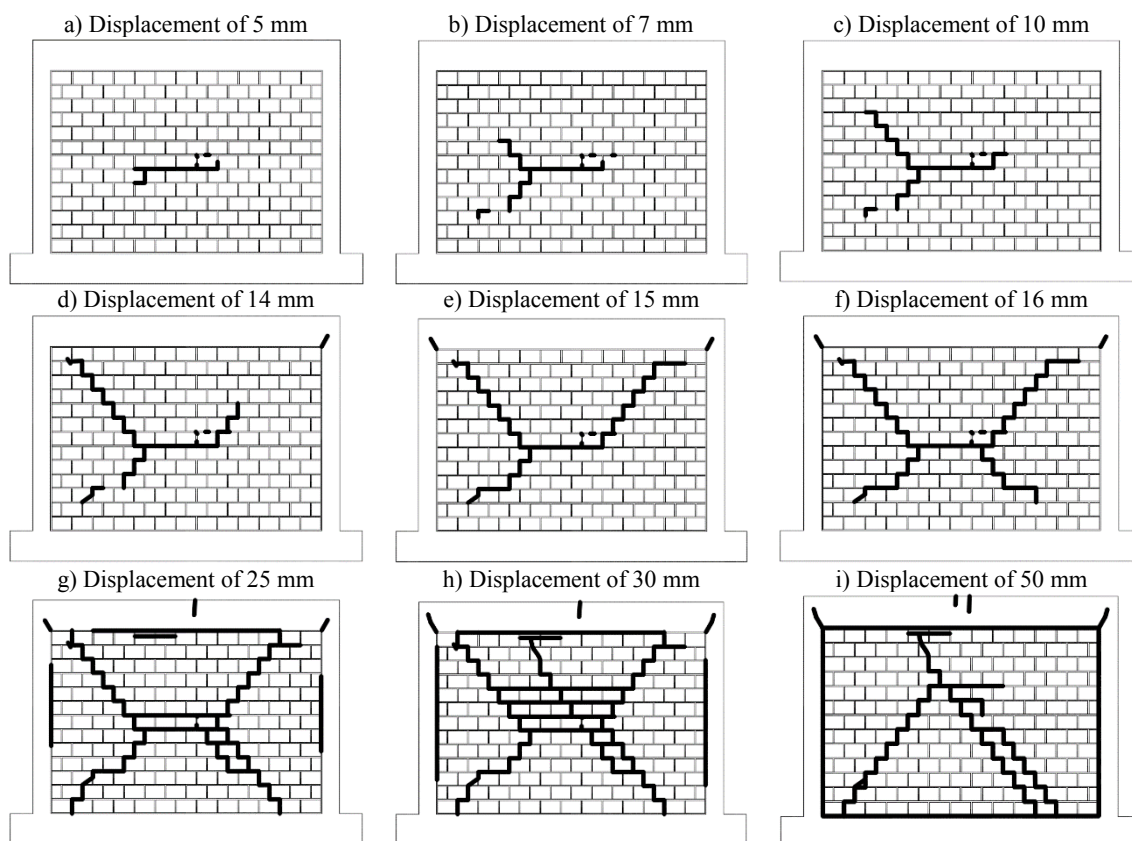 a) Displacement of 5 mm
b) Displacement of 7 mm
c) Displacement of 10 mm
d) Displacement of 14 mm
e) Displacement of 15 mm
f) Displacement of 16 mm
g) Displacement of 25 mm
h) Displacement of 30 mm
i) Displacement of 50 mm